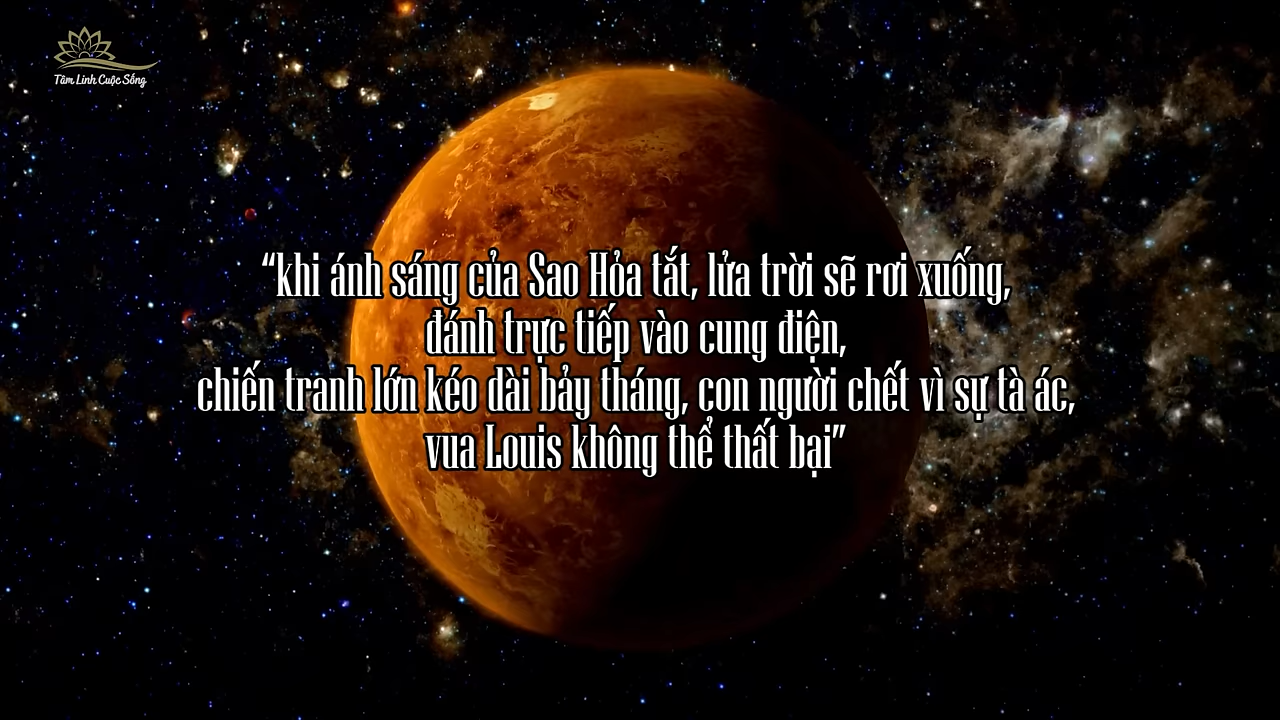 Tâm Linh Cuộc Sống
“khi ánh sáng của Sao Hỏa tắt, lửa trời sẽ rơi xuống,
đánh trực tiếp vào cung điện,
chiến tranh lớn kéo dài bảy tháng, con người chết vì sự tà ác,
vua Louis không thể thất bại”